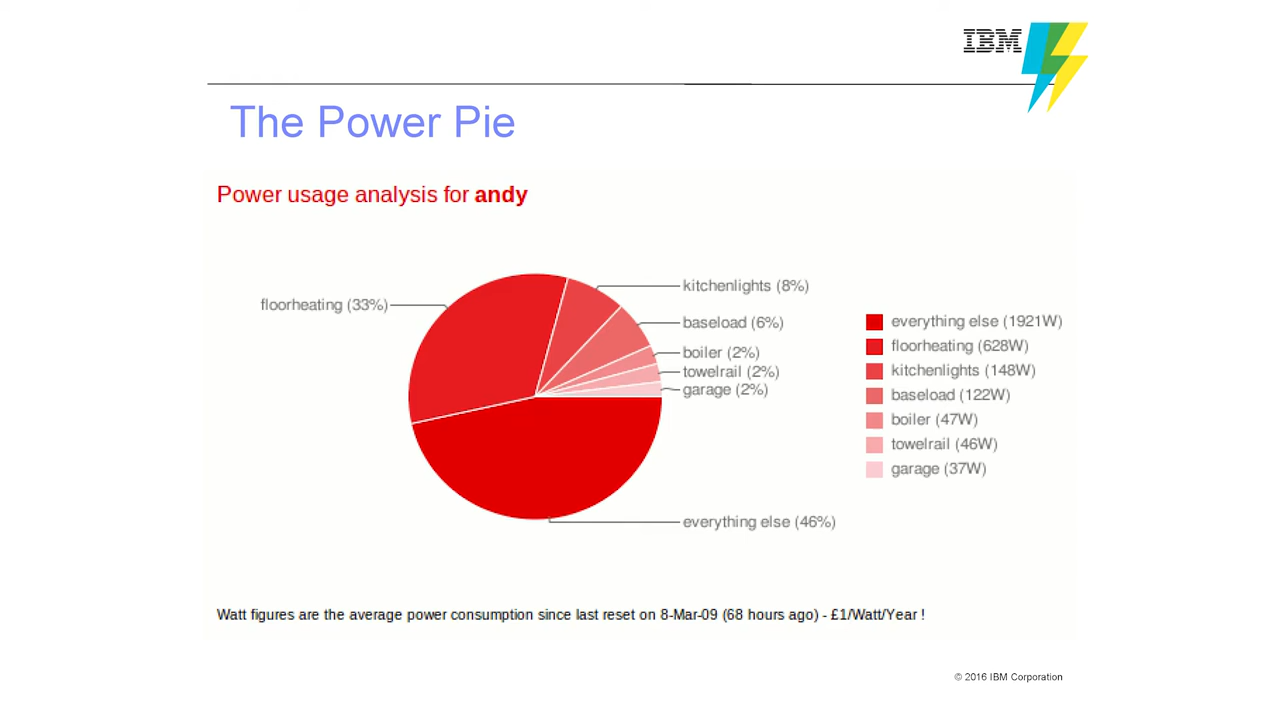 IBM
The Power Pie
Power usage analysis for andy
kitchenlights (8%)
floorheating (33%)
baseload (6%)
boiler (2%)
towelrail (2%)
garage (2%)
everything else (46%)
everything else (1921W)
floorheating (628W)
kitchenlights (148W)
baseload (122W)
boiler (47W)
towelrail (46W)
garage (37W)
Watt figures are the average power consumption since last reset on 8-Mar-09 (68 hours ago) - £1/Watt/Year !
© 2016 IBM Corporation